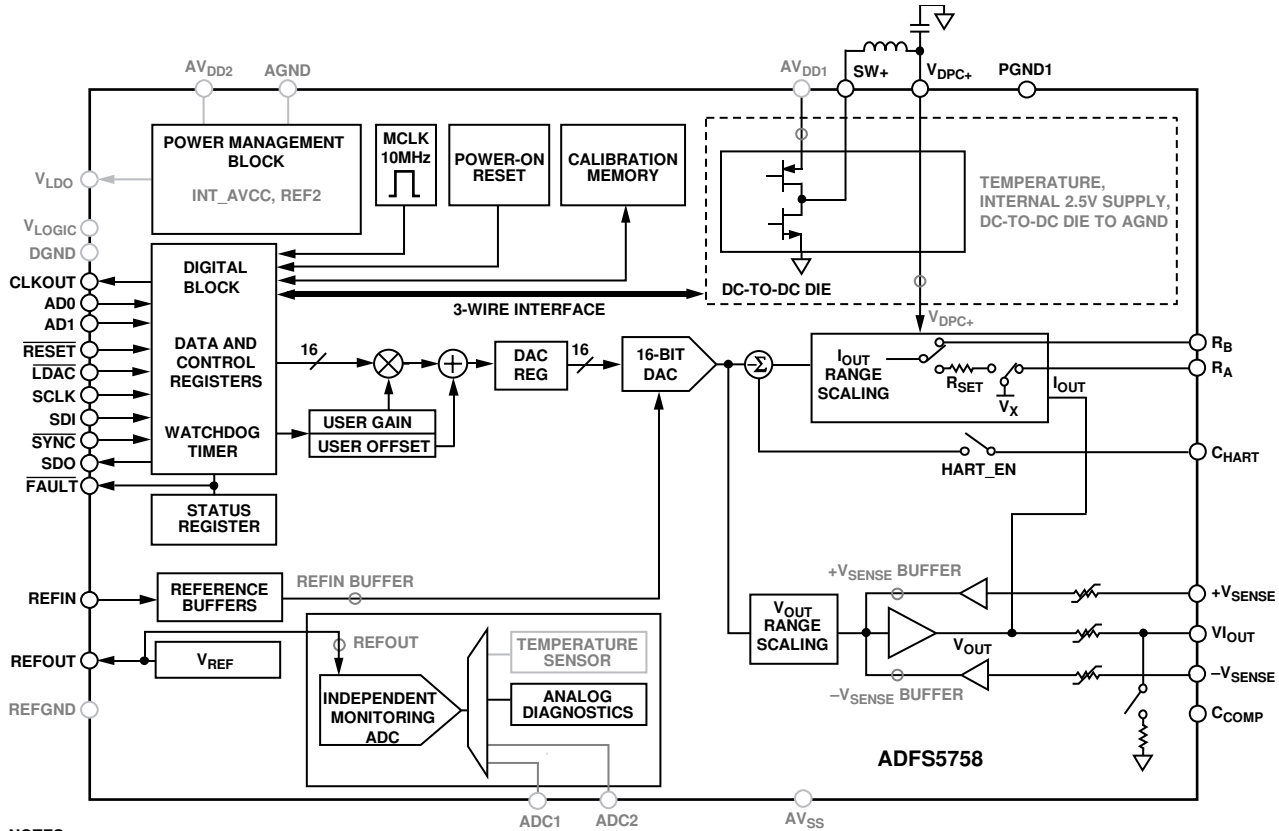 AVDD2
AGND
AVDD1
SW+
VDPC+
PGND1
POWER MANAGEMENT
BLOCK
INT_AVCC, REF2
MCLK
10MHz
POWER-ON
RESET
CALIBRATION
MEMORY
TEMPERATURE,
INTERNAL 2.5V SUPPLY,
DC-TO-DC DIE TO AGND
DC-TO-DC DIE
VLDO
VLOGIC
DGND
CLKOUT
AD0
AD1
RESET
LDAC
SCLK
SDI
SYNC
SDO
FAULT
DIGITAL
BLOCK
DATA AND
CONTROL
REGISTERS
WATCHDOG
TIMER
3-WIRE INTERFACE
16
USER GAIN
USER OFFSET
DAC
REG
16
16-BIT
DAC
Σ
VDPC+
IOUT
RANGE
SCALING
RSET
VX
IOUT
RB
RA
HART_EN
CHART
STATUS
REGISTER
REFIN
REFERENCE
BUFFERS
REFIN BUFFER
REFOUT
VREF
REFGND
REFOUT
INDEPENDENT
MONITORING
ADC
TEMPERATURE
SENSOR
ANALOG
DIAGNOSTICS
VOUT
RANGE
SCALING
+VSENSE BUFFER
VOUT
–VSENSE BUFFER
+VSENSE
VIOUT
–VSENSE
CCOMP
ADFS5758
ADC1
ADC2
AVSS